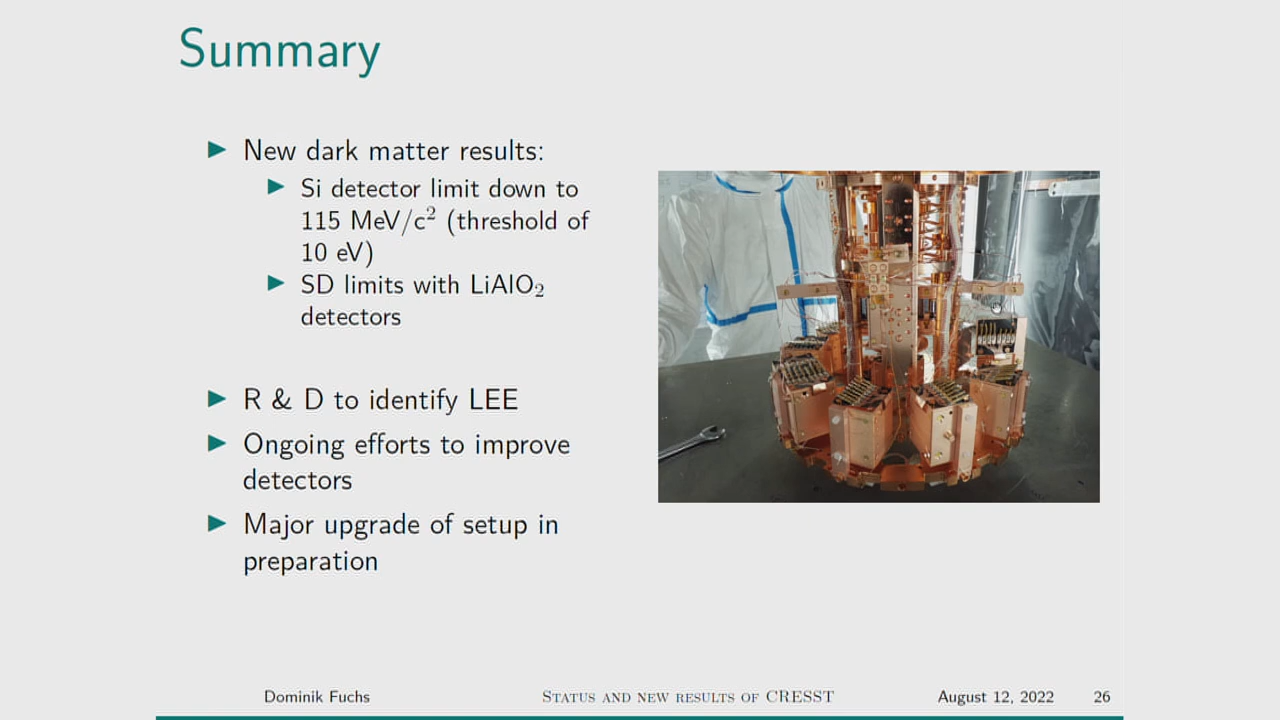 Summary
▶ New dark matter results:
▶ Si detector limit down to
115 MeV/c² (threshold of
10 eV)
▶ SD limits with LiAlO₂
detectors
▶ R & D to identify LEE
▶ Ongoing efforts to improve
detectors
▶ Major upgrade of setup in
preparation
Dominik Fuchs STATUS AND NEW RESULTS OF CRESST August 12, 2022 26